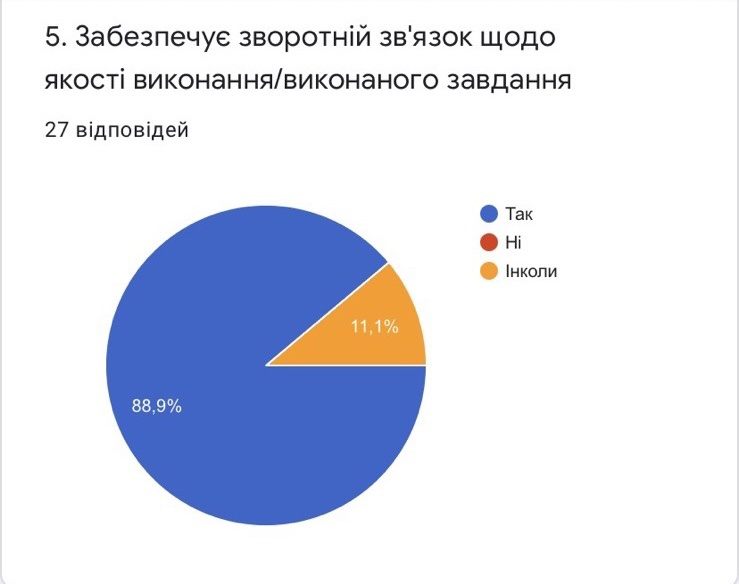 5. Забезпечує зворотній зв'язок щодо
якості виконання/виконаного завдання
27 відповідей
Так
Ні
Інколи
11,1%
88,9%